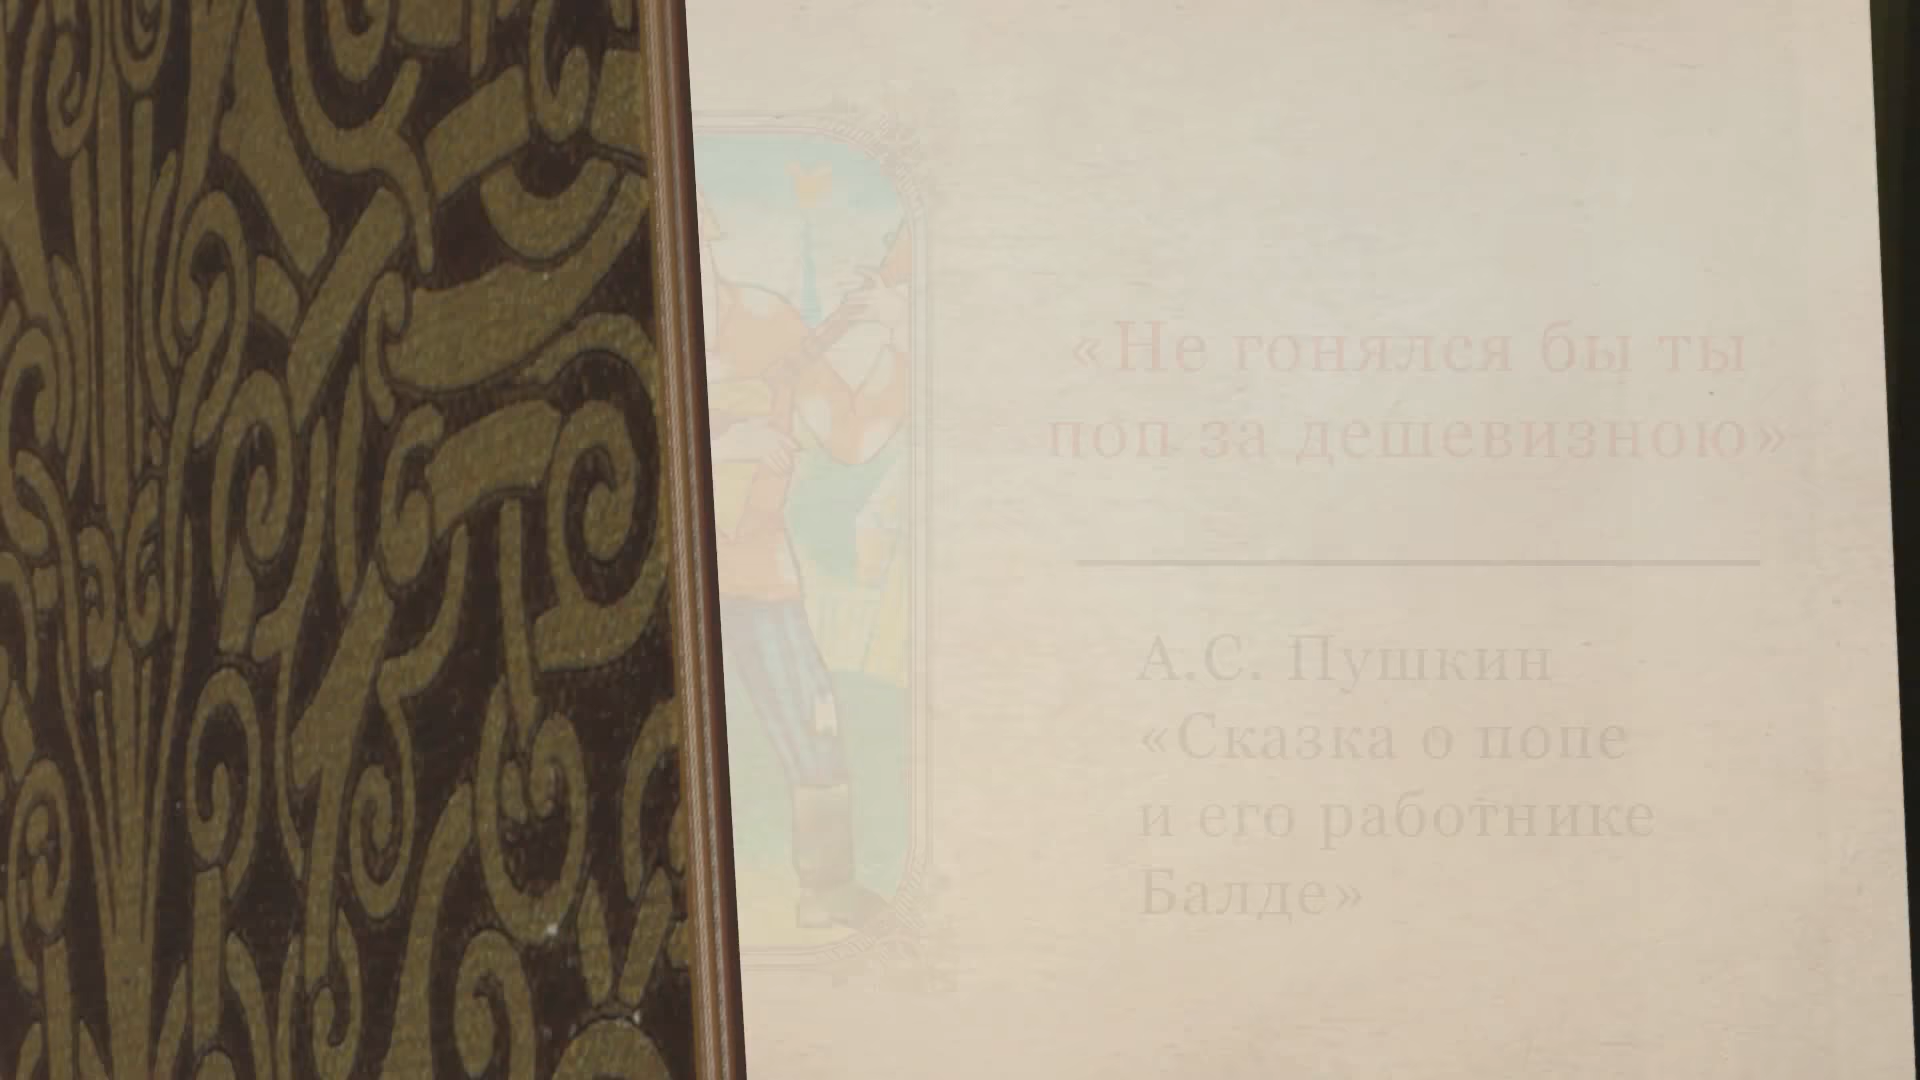 «Не гонялся бы ты
поп за дешевизною»
А.С. Пушкин
«Сказка о попе
и его работнике
Балде»